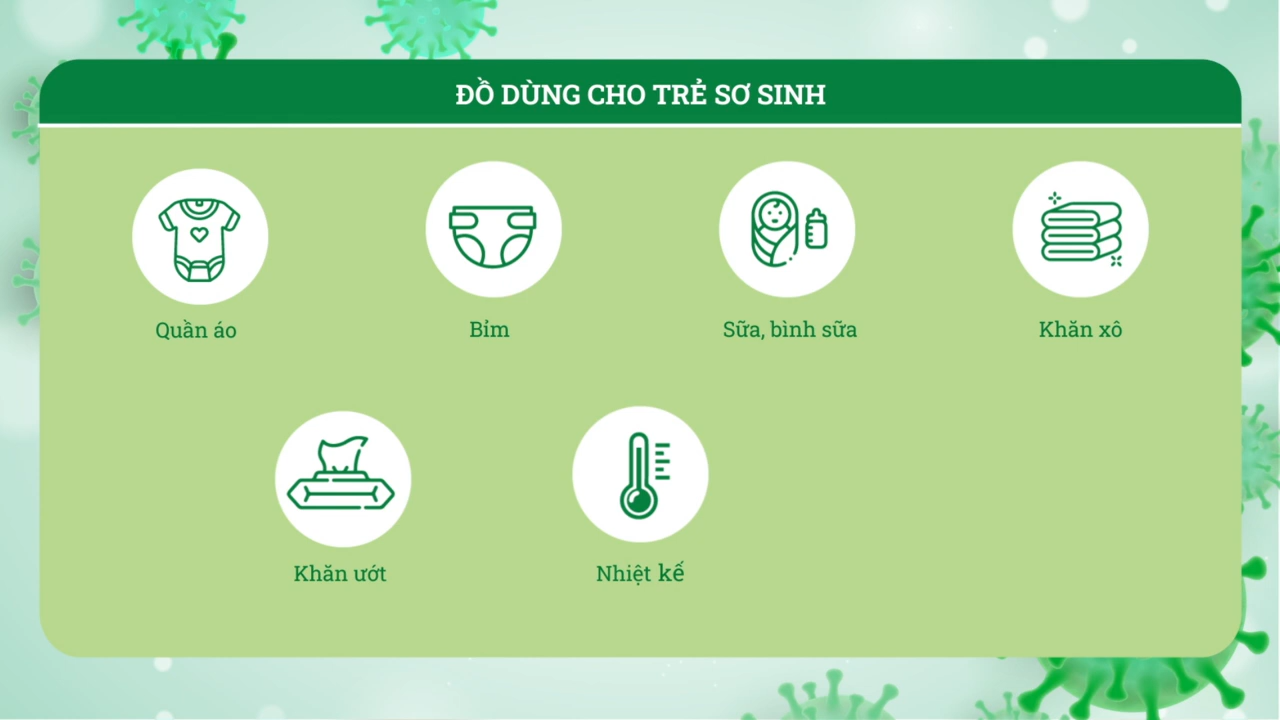 ĐỒ DÙNG CHO TRẺ SƠ SINH
Quần áo
Bỉm
Sữa, bình sữa
Khăn xô
Khăn ướt
Nhiệt kế